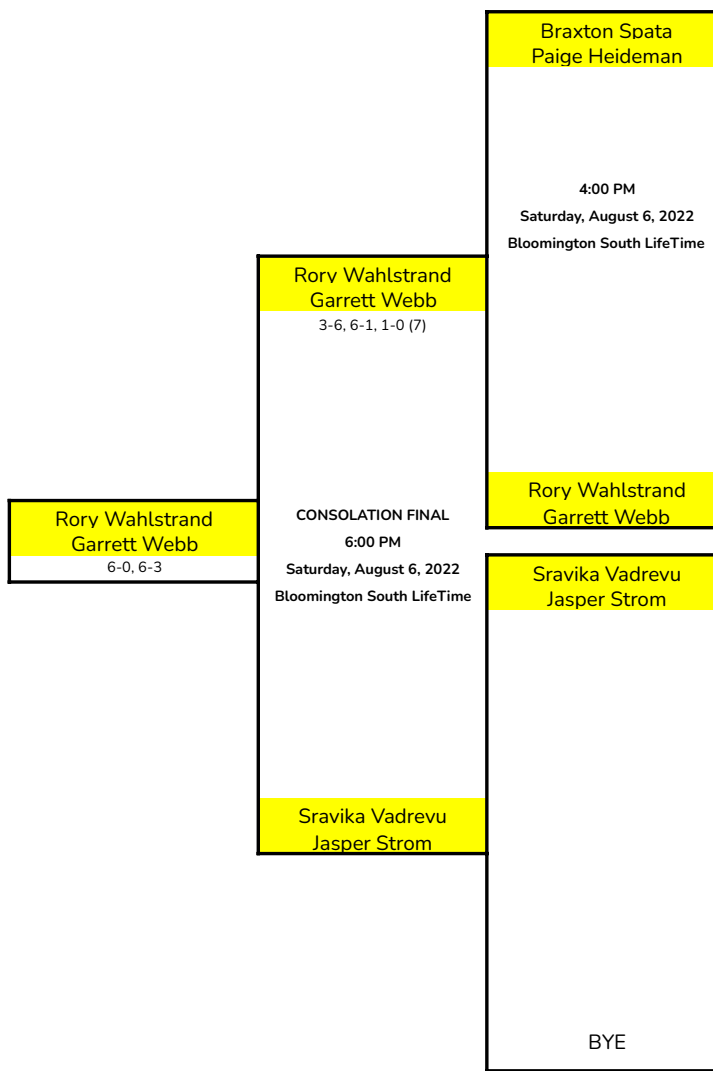 Braxton Spata
Paige Heideman
4:00 PM
Saturday, August 6, 2022
Bloomington South LifeTime
Rory Wahlstrand
Garrett Webb
3-6, 6-1, 1-0 (7)
Rory Wahlstrand
Garrett Webb
Rory Wahlstrand
Garrett Webb
6-0, 6-3
CONSOLATION FINAL
6:00 PM
Saturday, August 6, 2022
Bloomington South LifeTime
Sravika Vadrevu
Jasper Strom
Sravika Vadrevu
Jasper Strom
BYE